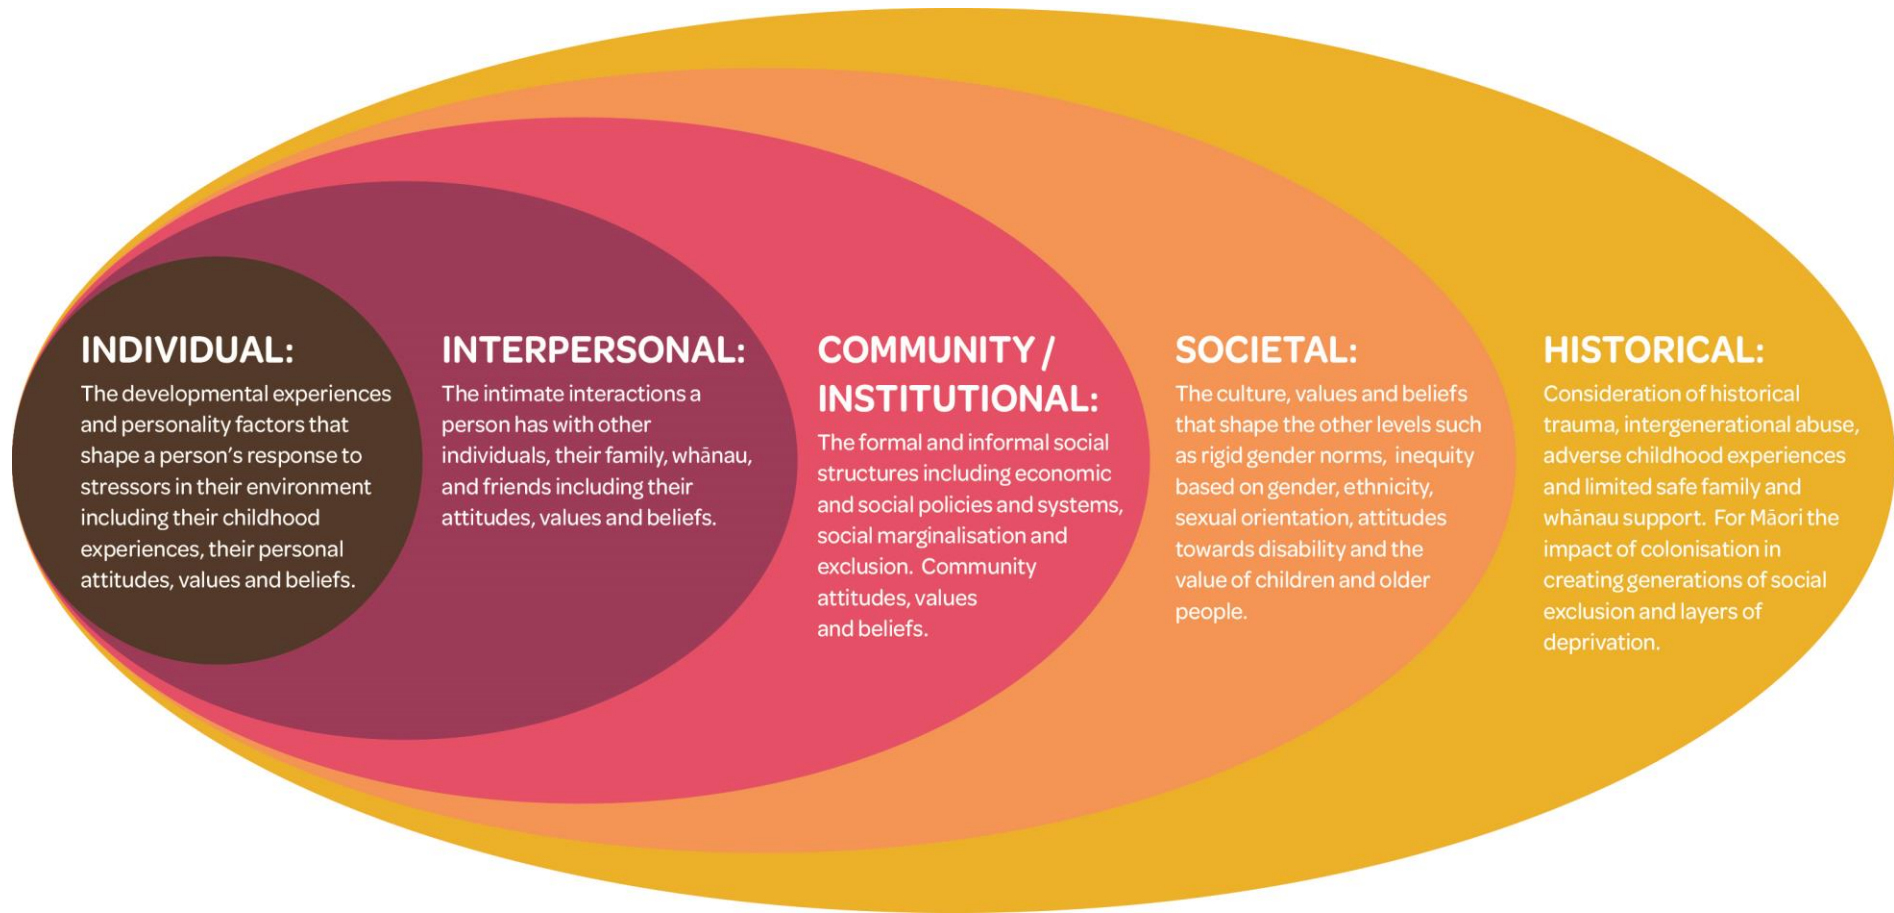 INDIVIDUAL:
The developmental experiences
and personality factors that
shape a person's response to
stressors in their environment
including their childhood
experiences, their personal
attitudes, values and beliefs.
INTERPERSONAL:
The intimate interactions a
person has with other
individuals, their family, whānau,
and friends including their
attitudes, values and beliefs.
COMMUNITY /
INSTITUTIONAL:
The formal and informal social
structures including economic
and social policies and systems,
social marginalisation and
exclusion. Community
attitudes, values
and beliefs.
SOCIETAL:
The culture, values and beliefs
that shape the other levels such
as rigid gender norms, inequity
based on gender, ethnicity,
sexual orientation, attitudes
towards disability and the
value of children and older
people.
HISTORICAL:
Consideration of historical
trauma, intergenerational abuse,
adverse childhood experiences
and limited safe family and
whānau support. For Māori the
impact of colonisation in
creating generations of social
exclusion and layers of
deprivation.